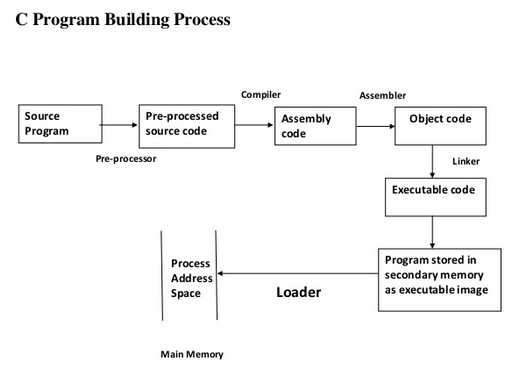 C Program Building Process
Compiler
Assembler
Source
Program
Pre-processed
source code
Assembly
code
Object code
Pre-processor
Linker
Executable code
Process
Address
Space
Program stored in
secondary memory
as executable image
Loader
Main Memory